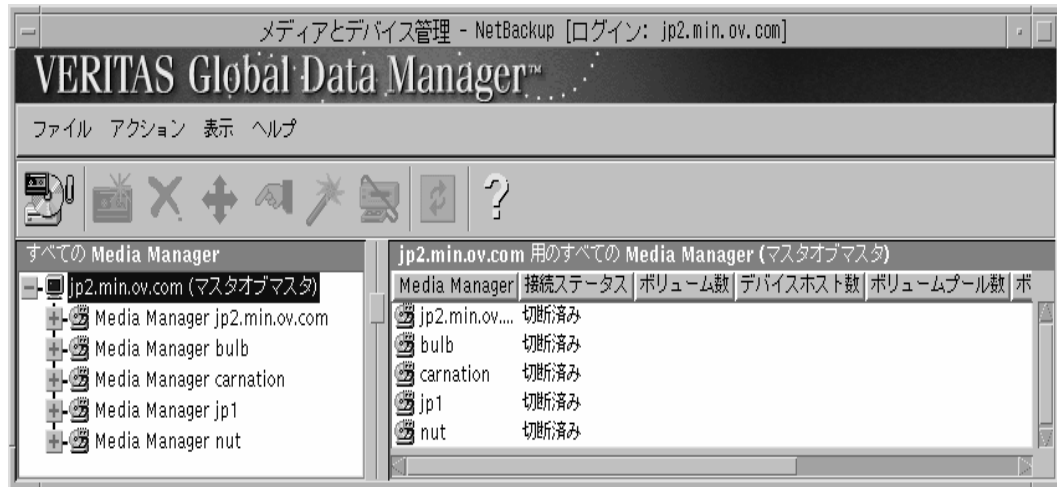 メディアとデバイス管理 - NetBackup [ログイン: jp2.min.ov.com]
VERITAS Global Data Manager™
ファイル アクション 表示 ヘルプ
?
すべての Media Manager
jp2.min.ov.com (マスタオブマスタ)
Media Manager jp2.min.ov.com
Media Manager bulb
Media Manager carnation
Media Manager jp1
Media Manager nut
jp2.min.ov.com 用のすべての Media Manager (マスタオブマスタ)
Media Manager 接続ステータス ボリューム数 デバイスホスト数 ボリュームプール数 ボ
jp2.min.ov.... 切断済み
bulb 切断済み
carnation 切断済み
jp1 切断済み
nut 切断済み